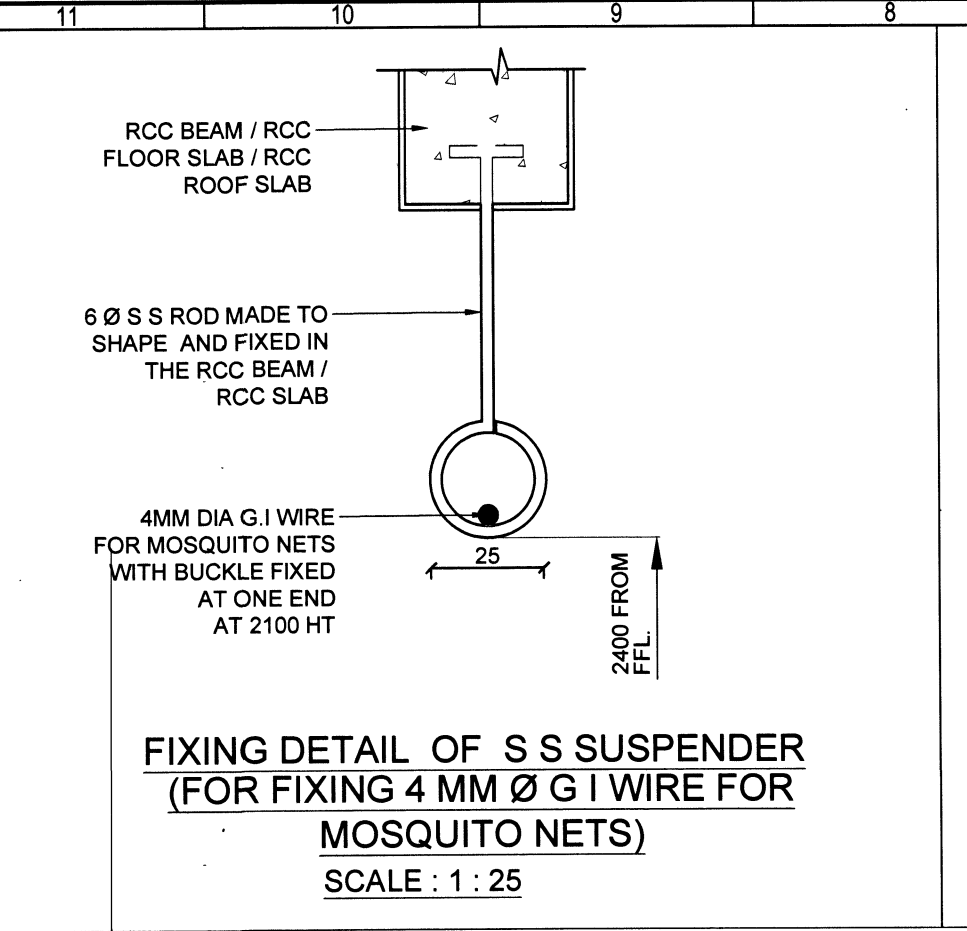 11 10 9 8
RCC BEAM / RCC
FLOOR SLAB / RCC
ROOF SLAB
6 Ø S S ROD MADE TO
SHAPE AND FIXED IN
THE RCC BEAM /
RCC SLAB
4MM DIA G.I WIRE
FOR MOSQUITO NETS
WITH BUCKLE FIXED
AT ONE END
AT 2100 HT
25
2400 FROM
FFL.
FIXING DETAIL OF S S SUSPENDER
(FOR FIXING 4 MM Ø G I WIRE FOR
MOSQUITO NETS)
SCALE : 1 : 25